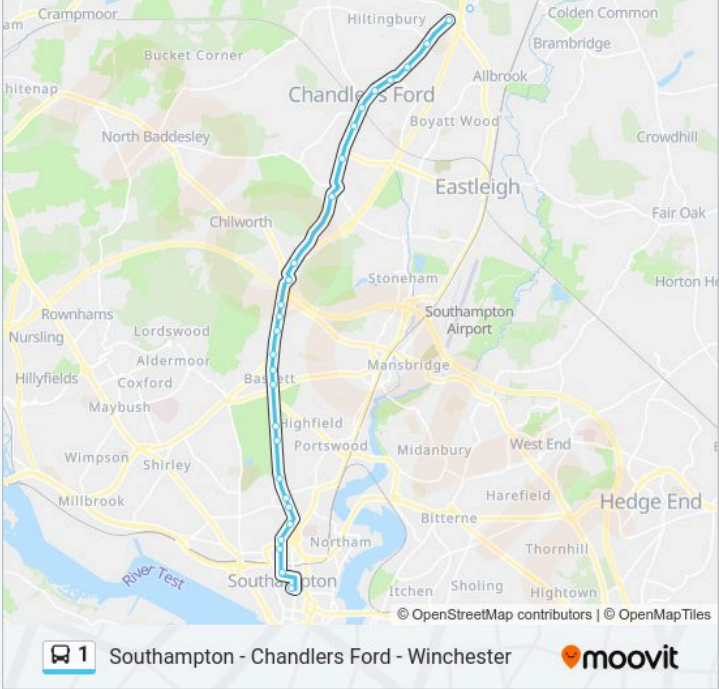 Crampmoor
am
Hiltingbury
Colden Common
Brambridge
Bucket Corner
Allbrook
hitenap
Chandlers Ford
Boyatt Wood
North Baddesley
Crowdhill
Eastleigh
Fair Oak
Chilworth
Stoneham
Horton He
Rownhams
Southampton
Airport
Nursling
Lordswood
Aldermoor
Mansbridge
Hillyfields
Coxford
Bassett
Maybush
Highfield
Portswood
West End
Wimpson
Shirley
Midanbury
Millbrook
Harefield
Hedge End
Bitterne
Northam
Thornhill
River Test
Southampton
Itchen
Sholing
Hightown
© OpenStreetMap contributors | © OpenMapTiles
1 Southampton - Chandlers Ford - Winchester
moovit